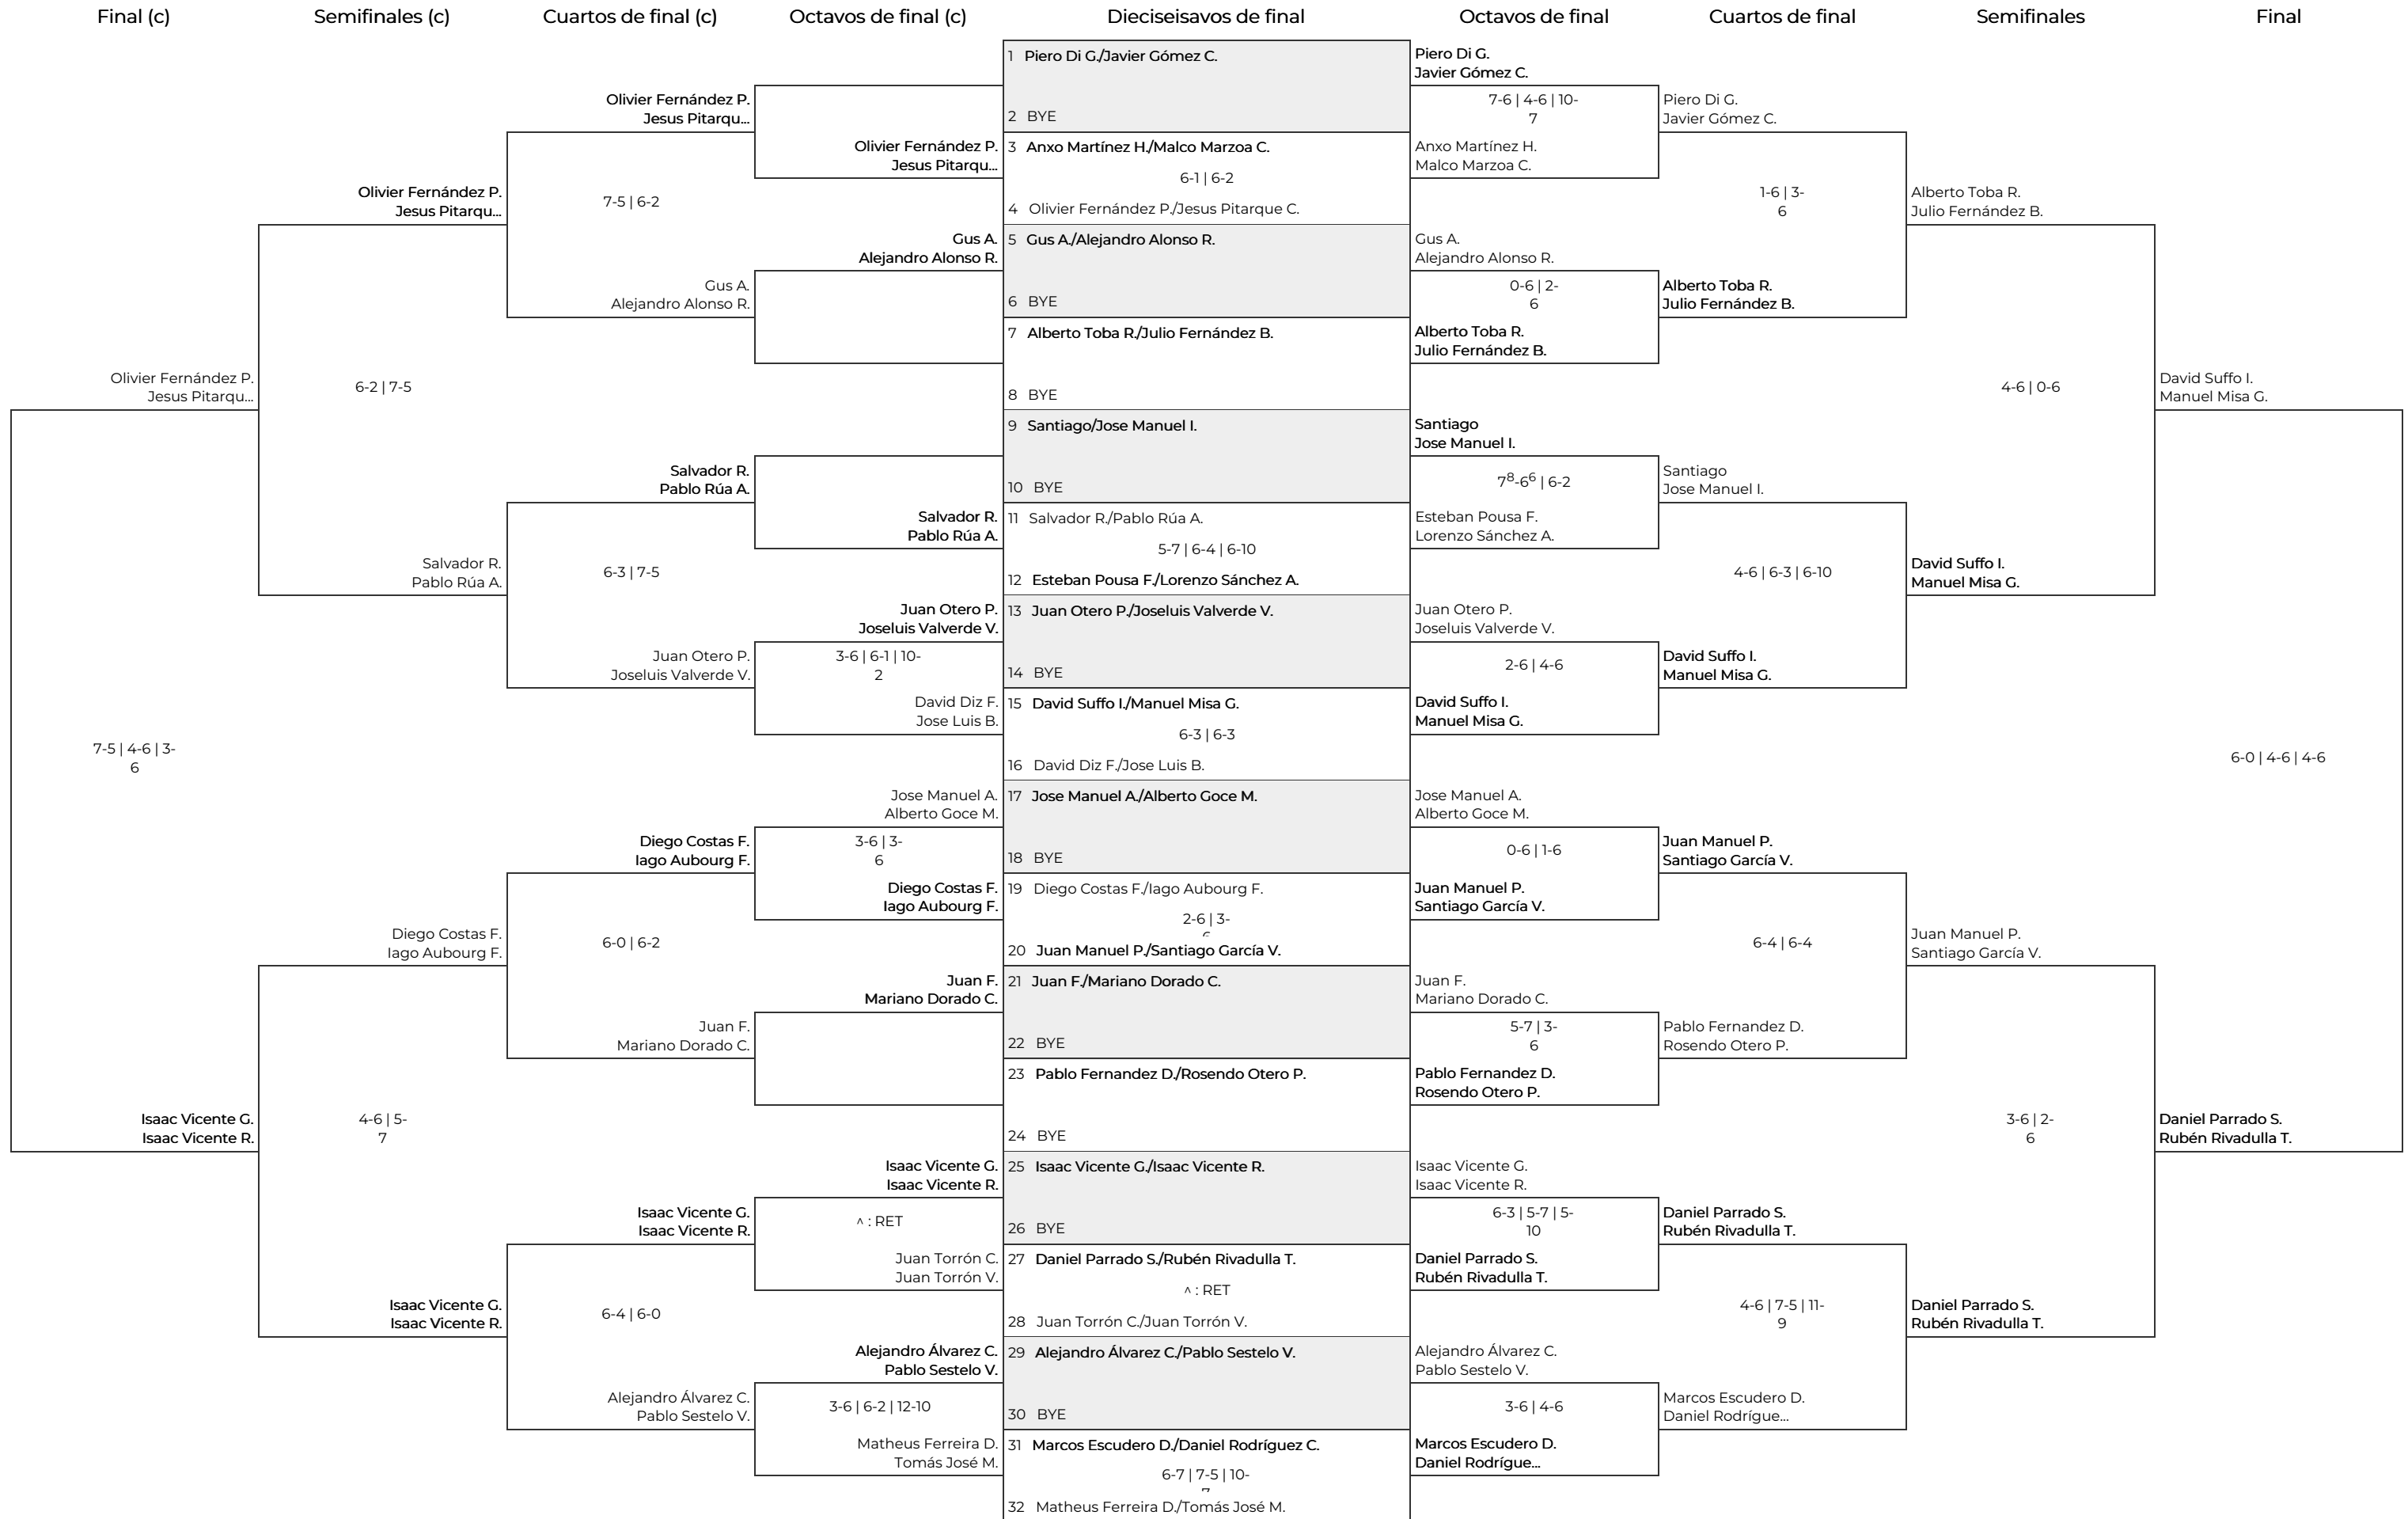 Final (c)
Semifinales (c)
Cuartos de final (c)
Octavos de final (c)
Dieciseisavos de final
Octavos de final
Cuartos de final
Semifinales
Final
Olivier Fernández P.
Jesus Pitarqu...
7-5 | 4-6 | 3-
6
Isaac Vicente G.
Isaac Vicente R.
Olivier Fernández P.
Jesus Pitarqu...
6-2 | 7-5
Salvador R.
Pablo Rúa A.
Diego Costas F.
Iago Aubourg F.
4-6 | 5-
7
Isaac Vicente G.
Isaac Vicente R.
Olivier Fernández P.
Jesus Pitarqu...
7-5 | 6-2
Gus A.
Alejandro Alonso R.
Salvador R.
Pablo Rúa A.
6-3 | 7-5
Juan Otero P.
Joseluis Valverde V.
Diego Costas F.
Iago Aubourg F.
6-0 | 6-2
Juan F.
Mariano Dorado C.
Isaac Vicente G.
Isaac Vicente R.
6-4 | 6-0
Alejandro Álvarez C.
Pablo Sestelo V.
Olivier Fernández P.
Jesus Pitarqu...
Gus A.
Alejandro Alonso R.
Salvador R.
Pablo Rúa A.
Juan Otero P.
Joseluis Valverde V.
3-6 | 6-1 | 10-
2
David Diz F.
Jose Luis B.
Jose Manuel A.
Alberto Goce M.
3-6 | 3-
6
Diego Costas F.
Iago Aubourg F.
Juan F.
Mariano Dorado C.
Isaac Vicente G.
Isaac Vicente R.
^ : RET
Juan Torrón C.
Juan Torrón V.
Alejandro Álvarez C.
Pablo Sestelo V.
3-6 | 6-2 | 12-10
Matheus Ferreira D.
Tomás José M.
1 Piero Di G./Javier Gómez C.
2 BYE
3 Anxo Martínez H./Malco Marzoa C.
6-1 | 6-2
4 Olivier Fernández P./Jesus Pitarque C.
5 Gus A./Alejandro Alonso R.
6 BYE
7 Alberto Toba R./Julio Fernández B.
8 BYE
9 Santiago/Jose Manuel I.
10 BYE
11 Salvador R./Pablo Rúa A.
5-7 | 6-4 | 6-10
12 Esteban Pousa F./Lorenzo Sánchez A.
13 Juan Otero P./Joseluis Valverde V.
14 BYE
15 David Suffo I./Manuel Misa G.
6-3 | 6-3
16 David Diz F./Jose Luis B.
17 Jose Manuel A./Alberto Goce M.
18 BYE
19 Diego Costas F./Iago Aubourg F.
2-6 | 3-
20 Juan Manuel P./Santiago García V.
21 Juan F./Mariano Dorado C.
22 BYE
23 Pablo Fernandez D./Rosendo Otero P.
24 BYE
25 Isaac Vicente G./Isaac Vicente R.
26 BYE
27 Daniel Parrado S./Rubén Rivadulla T.
^ : RET
28 Juan Torrón C./Juan Torrón V.
29 Alejandro Álvarez C./Pablo Sestelo V.
30 BYE
31 Marcos Escudero D./Daniel Rodríguez C.
6-7 | 7-5 | 10-
32 Matheus Ferreira D./Tomás José M.
Piero Di G.
Javier Gómez C.
7-6 | 4-6 | 10-
7
Anxo Martínez H.
Malco Marzoa C.
Gus A.
Alejandro Alonso R.
0-6 | 2-
6
Alberto Toba R.
Julio Fernández B.
Santiago
Jose Manuel I.
7⁸-6⁶ | 6-2
Esteban Pousa F.
Lorenzo Sánchez A.
Juan Otero P.
Joseluis Valverde V.
2-6 | 4-6
David Suffo I.
Manuel Misa G.
Jose Manuel A.
Alberto Goce M.
0-6 | 1-6
Juan Manuel P.
Santiago García V.
Juan F.
Mariano Dorado C.
5-7 | 3-
6
Pablo Fernandez D.
Rosendo Otero P.
Isaac Vicente G.
Isaac Vicente R.
6-3 | 5-7 | 5-
10
Daniel Parrado S.
Rubén Rivadulla T.
Alejandro Álvarez C.
Pablo Sestelo V.
3-6 | 4-6
Marcos Escudero D.
Daniel Rodrígue...
Piero Di G.
Javier Gómez C.
1-6 | 3-
6
Alberto Toba R.
Julio Fernández B.
Santiago
Jose Manuel I.
4-6 | 6-3 | 6-10
David Suffo I.
Manuel Misa G.
Juan Manuel P.
Santiago García V.
6-4 | 6-4
Pablo Fernandez D.
Rosendo Otero P.
Daniel Parrado S.
Rubén Rivadulla T.
4-6 | 7-5 | 11-
9
Marcos Escudero D.
Daniel Rodrígue...
Alberto Toba R.
Julio Fernández B.
4-6 | 0-6
David Suffo I.
Manuel Misa G.
Juan Manuel P.
Santiago García V.
3-6 | 2-
6
Daniel Parrado S.
Rubén Rivadulla T.
David Suffo I.
Manuel Misa G.
6-0 | 4-6 | 4-6
Daniel Parrado S.
Rubén Rivadulla T.